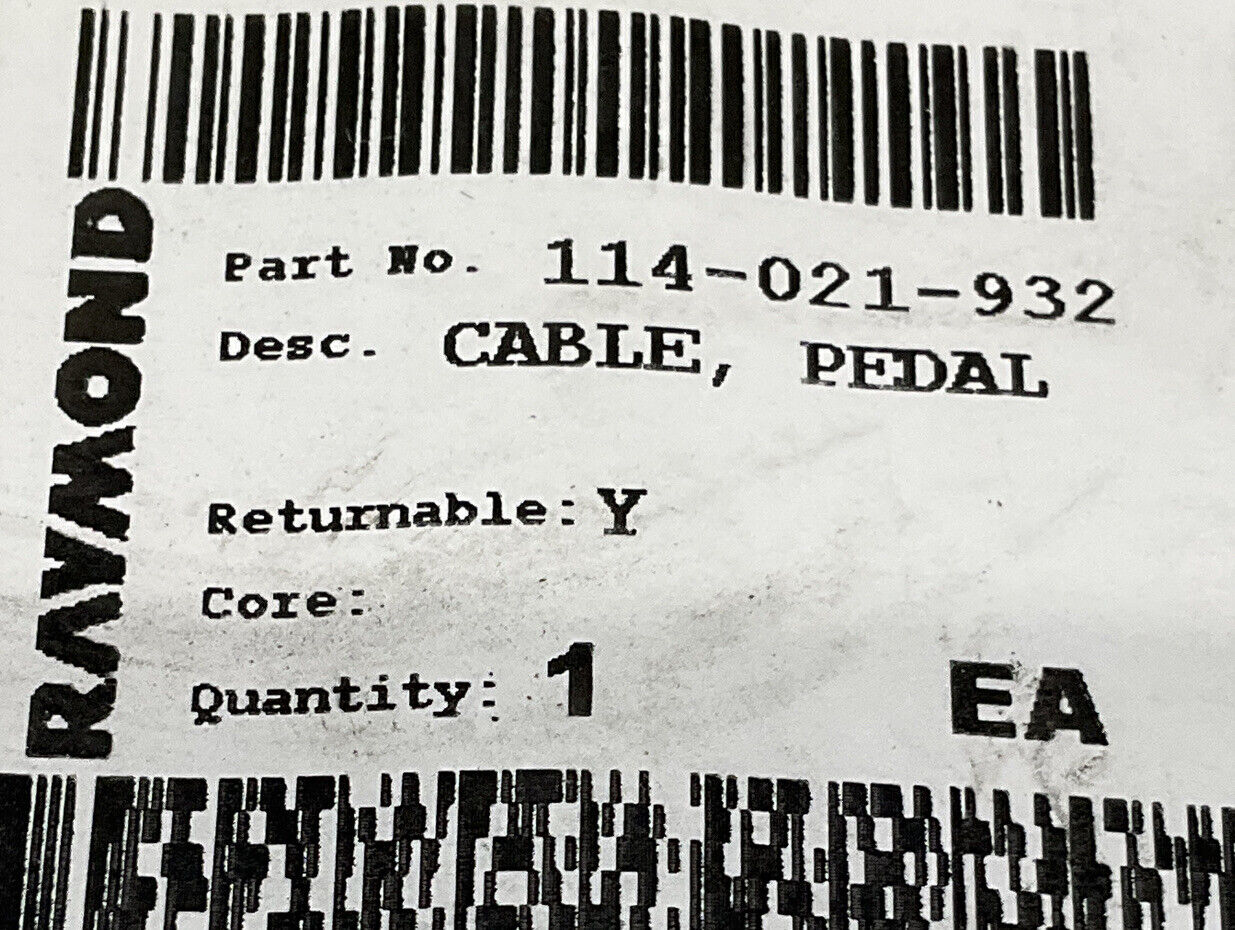 RAYMOND
Part No. 114-021-932
Desc. CABLE, PEDAL
Returnable: Y
Core:
Quantity: 1 EA